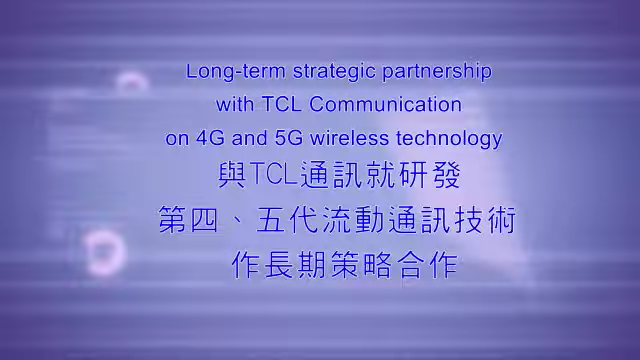 Long-term strategic partnership
with TCL Communication
on 4G and 5G wireless technology
與TCL通訊就研發
第四、五代流動通訊技術
作長期策略合作